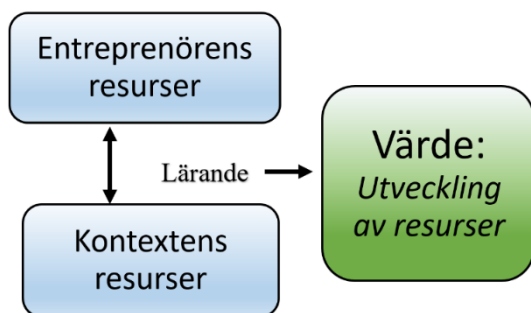 Entreprenörens
resurser
Lärande
Kontextens
resurser
Värde:
Utveckling
av resurser